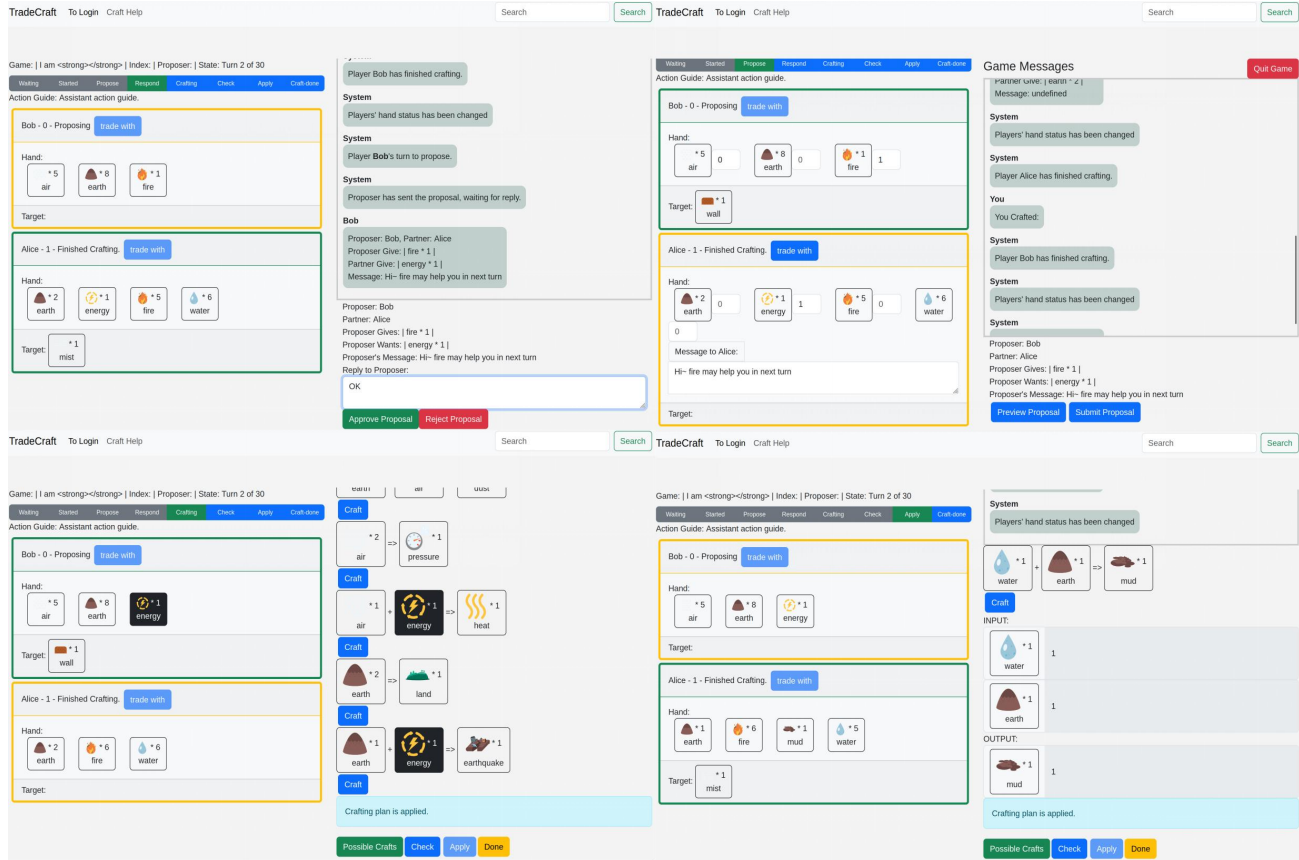 TradeCraft To Login Craft Help Search Search
Game: | I am <strong></strong> | Index: | Proposer: | State: Turn 2 of 30
Waiting Started Propose Respond Crafting Check Apply Craft-done
Action Guide: Assistant action guide.
Bob - 0 - Proposing trade with
Hand:
* 5 * 8 * 1
air earth fire
Target:
Alice - 1 - Finished Crafting. trade with
Hand:
* 2 * 1 * 5 * 6
earth energy fire water
* 1
Target:
mist
Player Bob has finished crafting.
System
Players' hand status has been changed
System
Player Bob's turn to propose.
System
Proposer has sent the proposal, waiting for reply.
Bob
Proposer: Bob, Partner: Alice
Proposer Give: | fire * 1 |
Partner Give: | energy * 1 |
Message: Hi~ fire may help you in next turn
Proposer: Bob
Partner: Alice
Proposer Gives: | fire * 1 |
Proposer Wants: | energy * 1 |
Proposer's Message: Hi~ fire may help you in next turn
Reply to Proposer:
OK
Approve Proposal Reject Proposal
TradeCraft To Login Craft Help Search Search
Waiting Started Propose Respond Crafting Check Apply Craft-done
Action Guide: Assistant action guide.
Bob - 0 - Proposing trade with
Hand:
* 5 0 * 8 0 * 1 1
air earth fire
* 1
Target:
wall
Alice - 1 - Finished Crafting. trade with
Hand:
* 2 0 * 1 1 * 5 0 * 6
earth energy fire water
0
Message to Alice:
Hi~ fire may help you in next turn
Target:
Game Messages Quit Game
Partner Give: | earth * 2 |
Message: undefined
System
Players' hand status has been changed
System
Player Alice has finished crafting.
You
You Crafted:
System
Player Bob has finished crafting.
System
Players' hand status has been changed
System
Proposer: Bob
Partner: Alice
Proposer Gives: | fire * 1 |
Proposer Wants: | energy * 1 |
Proposer's Message: Hi~ fire may help you in next turn
Preview Proposal Submit Proposal
TradeCraft To Login Craft Help Search Search
Game: | I am <strong></strong> | Index: | Proposer: | State: Turn 2 of 30
Waiting Started Propose Respond Crafting Check Apply Craft-done
Action Guide: Assistant action guide.
Bob - 0 - Proposing trade with
Hand:
* 5 * 8 * 1
air earth energy
* 1
Target:
wall
Alice - 1 - Finished Crafting. trade with
Hand:
* 2 * 6 * 6
earth fire water
Target:
earth air dust
Craft
* 2 => * 1
air pressure
Craft
* 1 + * 1 => * 1
air energy heat
Craft
* 2 => * 1
earth land
Craft
* 1 + * 1 => * 1
earth energy earthquake
Craft
Crafting plan is applied.
Possible Crafts Check Apply Done
TradeCraft To Login Craft Help Search Search
Game: | I am <strong></strong> | Index: | Proposer: | State: Turn 2 of 30
Waiting Started Propose Respond Crafting Check Apply Craft-done
Action Guide: Assistant action guide.
Bob - 0 - Proposing trade with
Hand:
* 5 * 8 * 1
air earth energy
Target:
Alice - 1 - Finished Crafting. trade with
Hand:
* 1 * 6 * 1 * 5
earth fire mud water
* 1
Target:
mist
System
Players' hand status has been changed
* 1 + * 1 => * 1
water earth mud
Craft
INPUT:
* 1 1
water
* 1 1
earth
OUTPUT:
* 1 1
mud
Crafting plan is applied.
Possible Crafts Check Apply Done